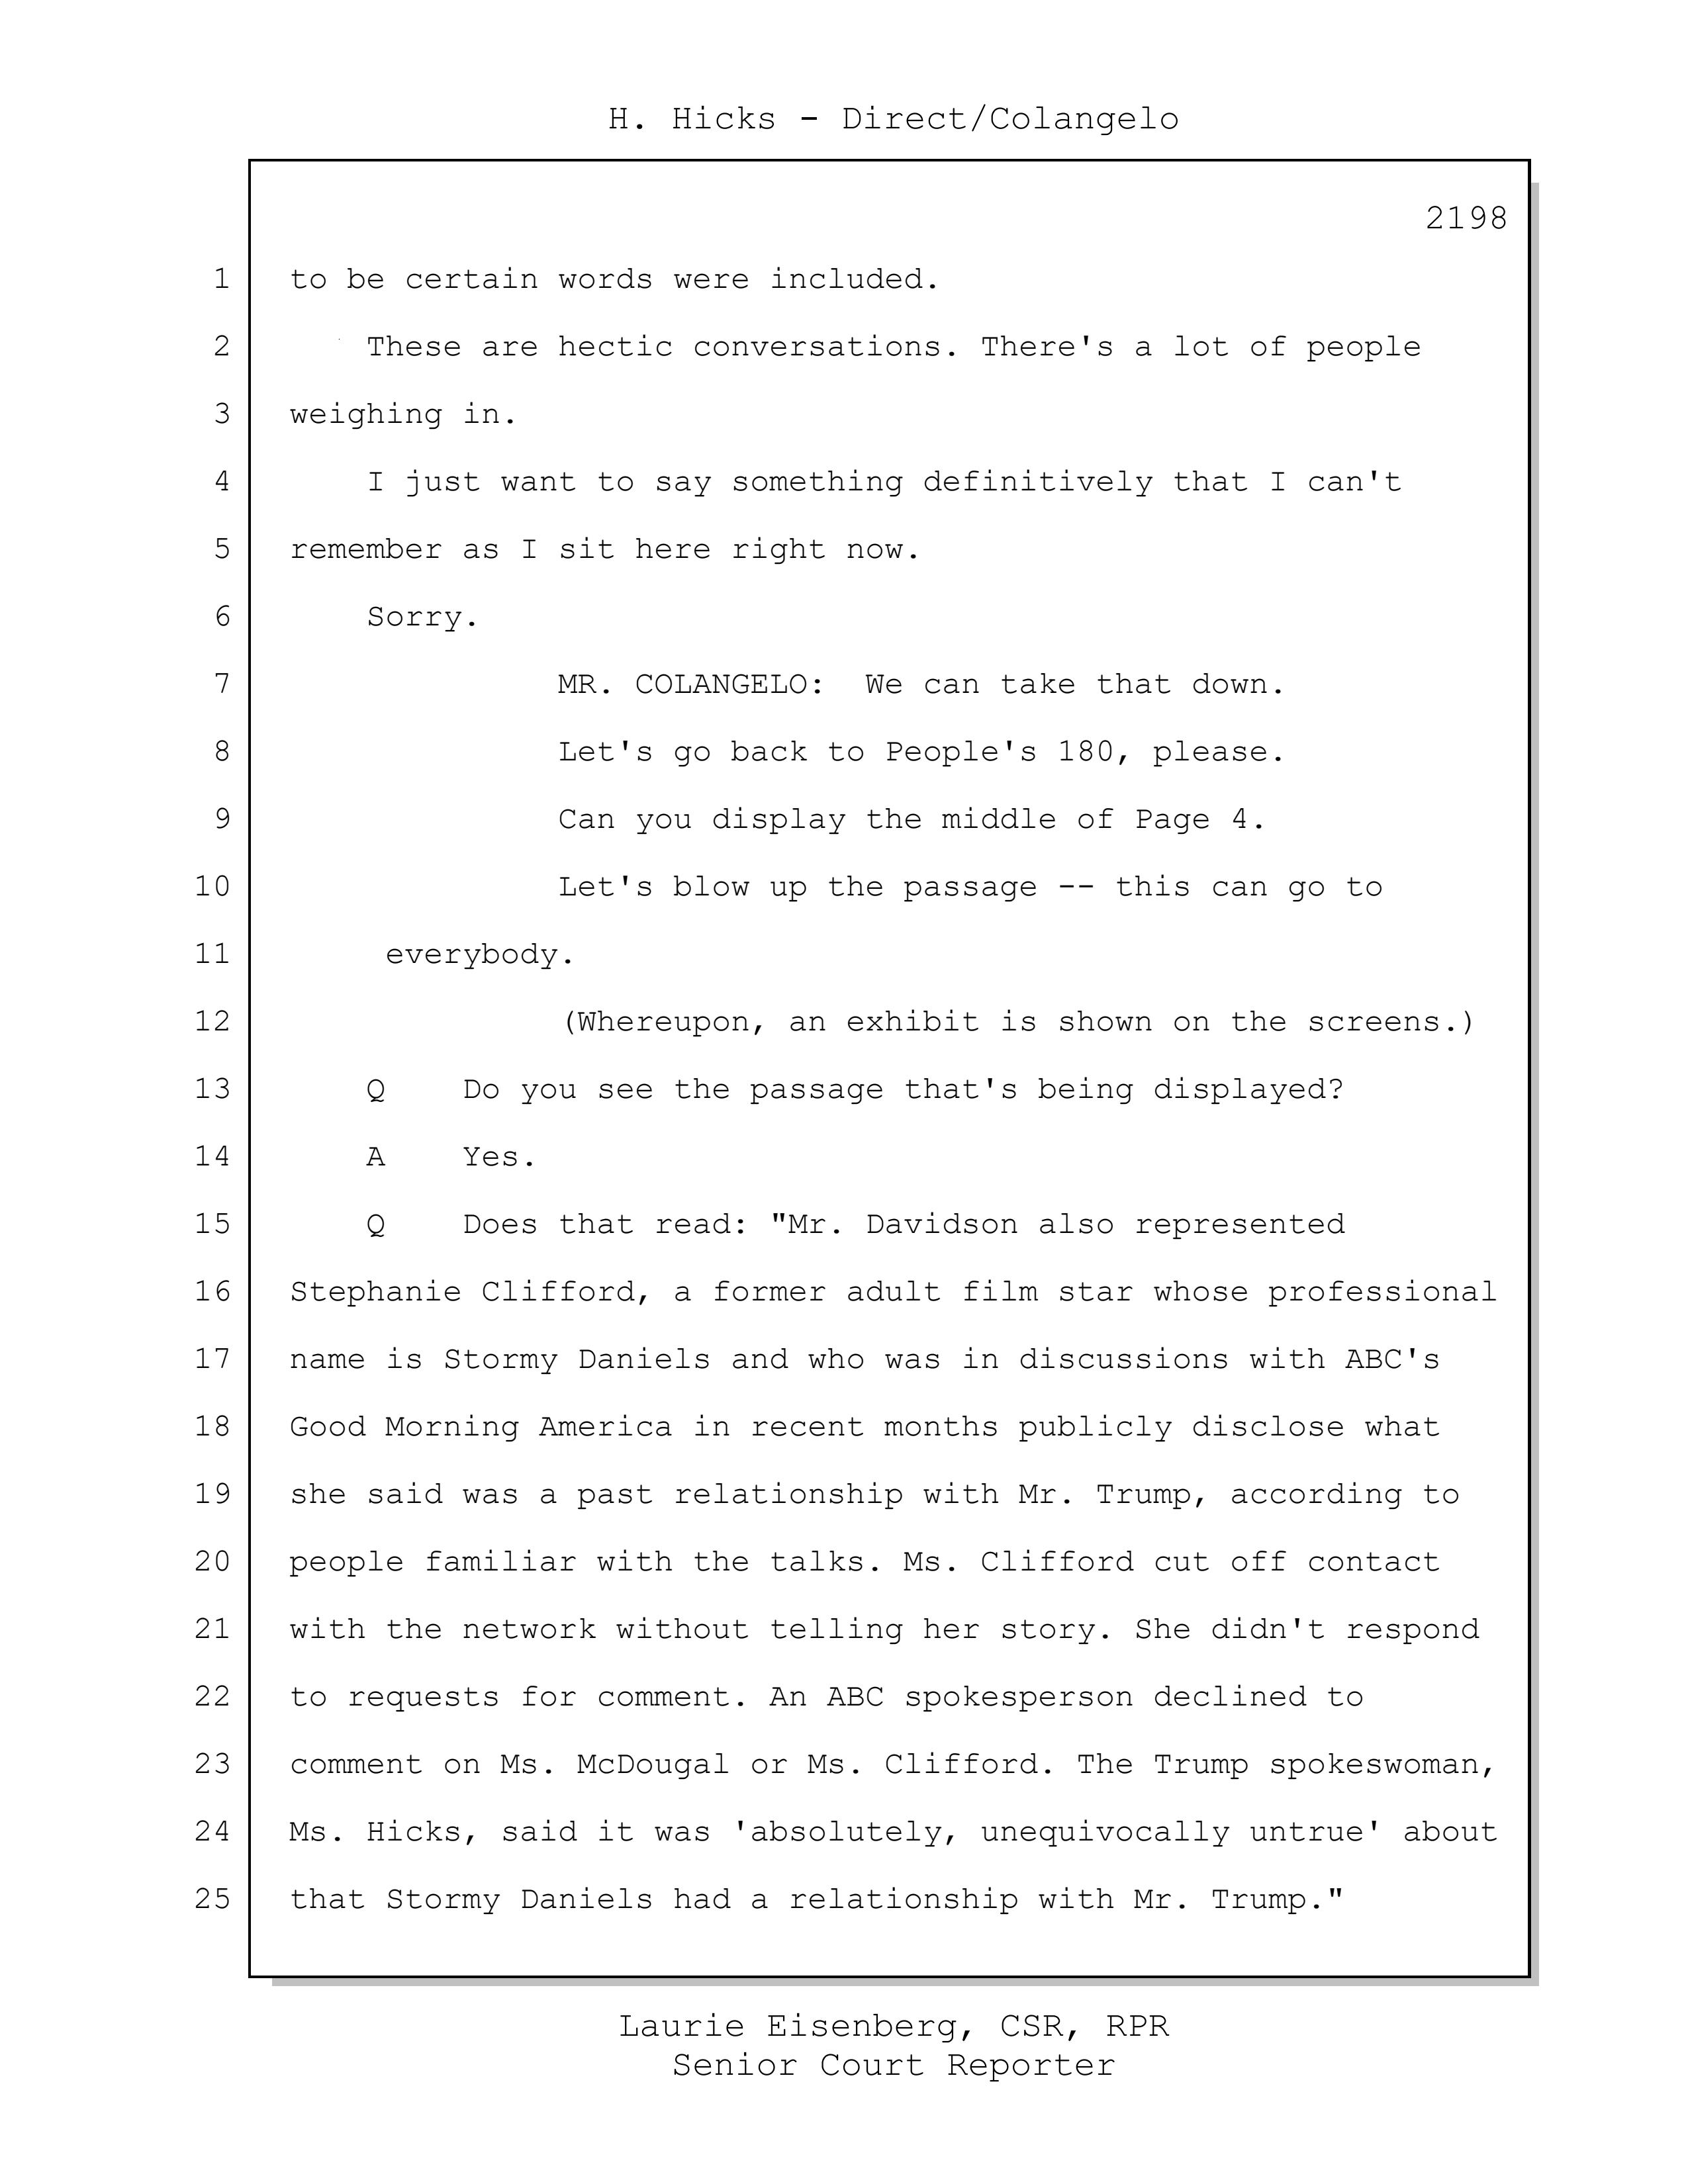 H. Hicks - Direct/Colangelo
2198
1 to be certain words were included.
2 These are hectic conversations. There's a lot of people
3 weighing in.
4 I just want to say something definitively that I can't
5 remember as I sit here right now.
6 Sorry.
7 MR. COLANGELO: We can take that down.
8 Let's go back to People's 180, please.
9 Can you display the middle of Page 4.
10 Let's blow up the passage -- this can go to
11 everybody.
12 (Whereupon, an exhibit is shown on the screens.)
13 Q Do you see the passage that's being displayed?
14 A Yes.
15 Q Does that read: "Mr. Davidson also represented
16 Stephanie Clifford, a former adult film star whose professional
17 name is Stormy Daniels and who was in discussions with ABC's
18 Good Morning America in recent months publicly disclose what
19 she said was a past relationship with Mr. Trump, according to
20 people familiar with the talks. Ms. Clifford cut off contact
21 with the network without telling her story. She didn't respond
22 to requests for comment. An ABC spokesperson declined to
23 comment on Ms. McDougal or Ms. Clifford. The Trump spokeswoman,
24 Ms. Hicks, said it was 'absolutely, unequivocally untrue' about
25 that Stormy Daniels had a relationship with Mr. Trump."
Laurie Eisenberg, CSR, RPR
Senior Court Reporter